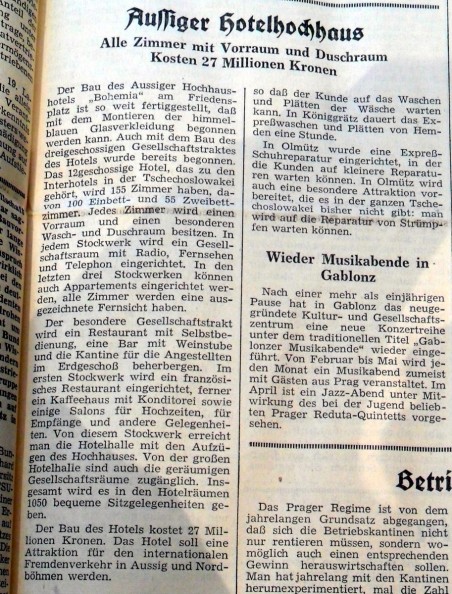 Aussiger Hotelhochhaus
Alle Zimmer mit Vorraum und Duschraum
Kosten 27 Millionen Kronen
Der Bau des Aussiger Hochhaus-
hotels „Bohemia" am Friedens-
platz ist so weit fertiggestellt, daß
mit dem Montieren der himmel-
blauen Glasverkleidung begonnen
werden kann. Auch mit dem Bau des
dreigeschossigen Gesellschaftstraktes
des Hotels wurde bereits begonnen.
Das 12geschossige Hotel, das zu den
Interhotels in der Tschechoslowakei
gehört, wird 155 Zimmer haben, da-
von 100 Einbett- und 55 Zweibett-
zimmer. Jedes Zimmer wird einen
Vorraum und einen besonderen
Wasch- und Duschraum besitzen. In
jedem Stockwerk wird ein Gesell-
schaftsraum mit Radio, Fernsehen
und Telephon eingerichtet. In den
letzten drei Stockwerken können
auch Appartements eingerichtet wer-
den, alle Zimmer werden eine aus-
gezeichnete Fernsicht haben.
Der besondere Gesellschaftstrakt
wird ein Restaurant mit Selbstbe-
dienung, eine Bar mit Weinstube
und die Kantine für die Angestellten
im Erdgeschoß beherbergen. Im
ersten Stockwerk wird ein französi-
sches Restaurant eingerichtet, ferner
ein Kaffeehaus mit Konditorei sowie
einige Salons für Hochzeiten, für
Empfänge und andere Gelegenhei-
ten. Von diesem Stockwerk erreicht
man die Hotelhalle mit den Aufzü-
gen des Hochhauses. Von der großen
Hotelhalle sind auch die geräumigen
Gesellschaftsräume zugänglich. Ins-
gesamt wird es in den Hotelräumen
1050 bequeme Sitzgelegenheiten ge-
ben.
Der Bau des Hotels kostet 27 Mil-
lionen Kronen. Das Hotel soll eine
Attraktion für den internationalen
Fremdenverkehr in Aussig und Nord-
böhmen werden.
so daß der Kunde auf das Waschen
und Plätten der Wäsche warten
kann. In Königgrätz dauert das Ex-
preßwaschen und Plätten von Hem-
den eine Stunde.
In Olmütz wurde eine Expreß-
Schuhreparatur eingerichtet, in der
die Kunden auf kleinere Reparatu-
ren warten können. In Olmütz wird
auch eine besondere Attraktion vor-
bereitet, die es in der ganzen Tsche-
choslowakei bisher nicht gibt: man
wird auf die Reparatur von Strümp-
fen warten können.
Wieder Musikabende in
Gablonz
Nach einer mehr als einjährigen
Pause hat in Gablonz das neuge-
gründete Kultur- und Gesellschafts-
zentrum eine neue Konzertreihe
unter dem traditionellen Titel „Gab-
lonzer Musikabende" wieder einge-
führt. Von Februar bis Mai wird je-
den Monat ein Musikabend zumeist
mit Gästen aus Prag veranstaltet. Im
April ist ein Jazz-Abend unter Mit-
wirkung des bei der Jugend belieb-
ten Prager Reduta-Quintetts vorge-
sehen.
Betri
Das Prager Regime ist von dem
jahrelangen Grundsatz abgegangen,
daß sich die Betriebskantinen nicht
nur rentieren müssen, sondern wo-
möglich auch einen entsprechenden
Gewinn herauswirtschaften sollen.
Man hat jahrelang mit den Kantinen
herumexperimentiert, mal die Zahl